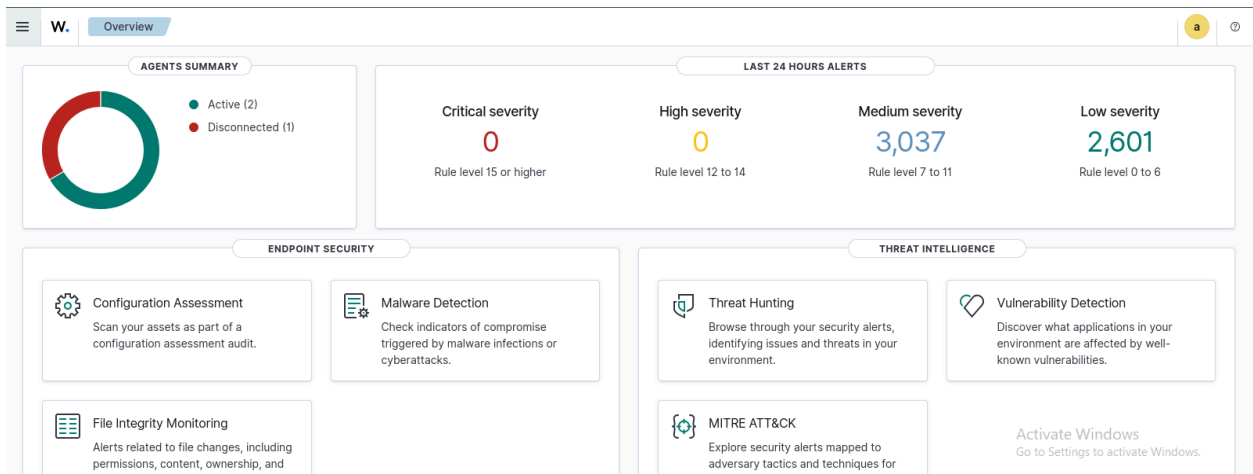 W. Overview a
AGENTS SUMMARY
Active (2)
Disconnected (1)
LAST 24 HOURS ALERTS
Critical severity
0
Rule level 15 or higher
High severity
0
Rule level 12 to 14
Medium severity
3,037
Rule level 7 to 11
Low severity
2,601
Rule level 0 to 6
ENDPOINT SECURITY
Configuration Assessment
Scan your assets as part of a
configuration assessment audit.
Malware Detection
Check indicators of compromise
triggered by malware infections or
cyberattacks.
File Integrity Monitoring
Alerts related to file changes, including
permissions, content, ownership, and
THREAT INTELLIGENCE
Threat Hunting
Browse through your security alerts,
identifying issues and threats in your
environment.
Vulnerability Detection
Discover what applications in your
environment are affected by well-
known vulnerabilities.
MITRE ATT&CK
Explore security alerts mapped to
adversary tactics and techniques for
Activate Windows
Go to Settings to activate Windows.